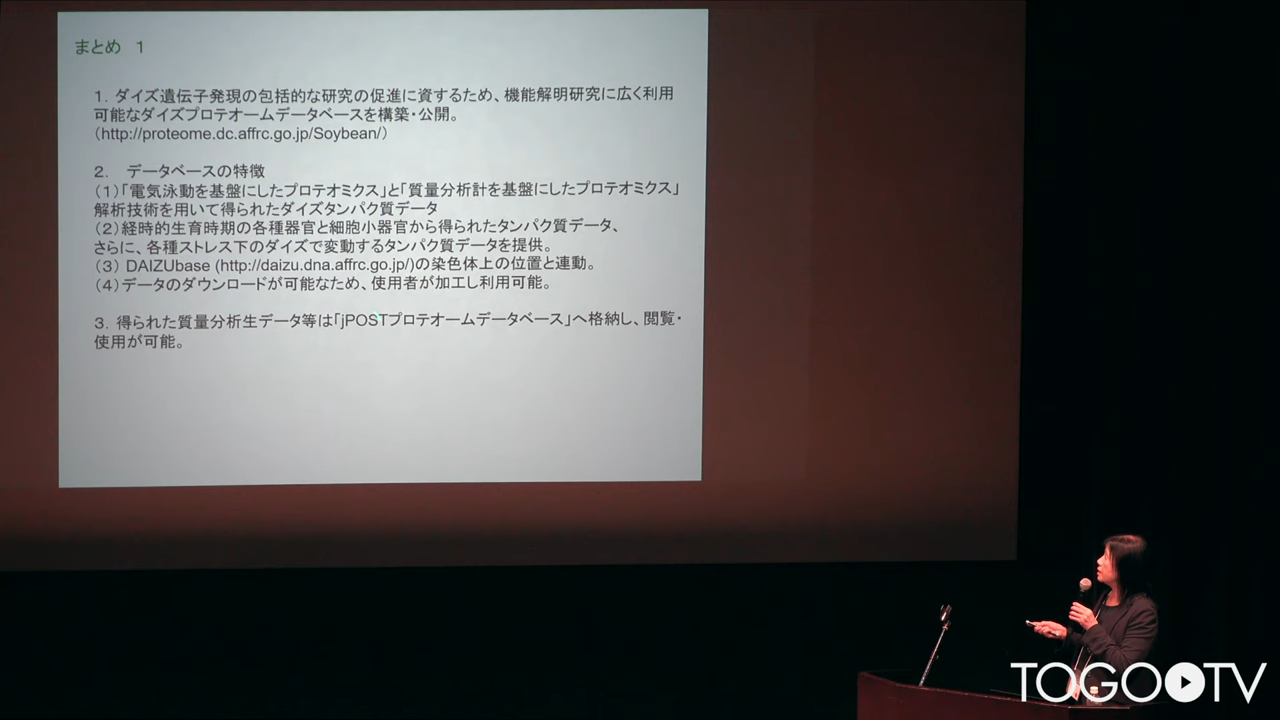 まとめ 1
1. ダイズ遺伝子発現の包括的な研究の促進に資するため、機能解明研究に広く利用
可能なダイズプロテオームデータベースを構築・公開。
(http://proteome.dc.affrc.go.jp/Soybean/)
2. データベースの特徴
(1)「電気泳動を基盤にしたプロテオミクス」と「質量分析計を基盤にしたプロテオミクス」
解析技術を用いて得られたダイズタンパク質データ
(2)経時的生育時期の各種器官と細胞小器官から得られたタンパク質データ、
さらに、各種ストレス下のダイズで変動するタンパク質データを提供。
(3) DAIZUbase (http://daizu.dna.affrc.go.jp/)の染色体上の位置と連動。
(4)データのダウンロードが可能なため、使用者が加工し利用可能。
3. 得られた質量分析生データ等は「jPOSTプロテオームデータベース」へ格納し、閲覧・
使用が可能。
TOGOTV